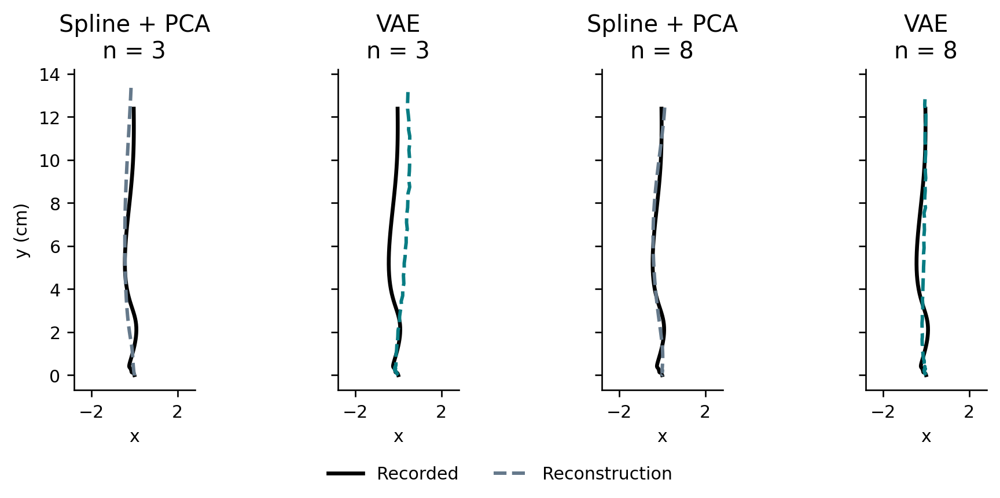 Spline + PCA
n = 3
VAE
n = 3
Spline + PCA
n = 8
VAE
n = 8
14
12
10
8
6
4
2
0
y (cm)
−2 2
−2 2
−2 2
−2 2
x
x
x
x
Recorded
Reconstruction